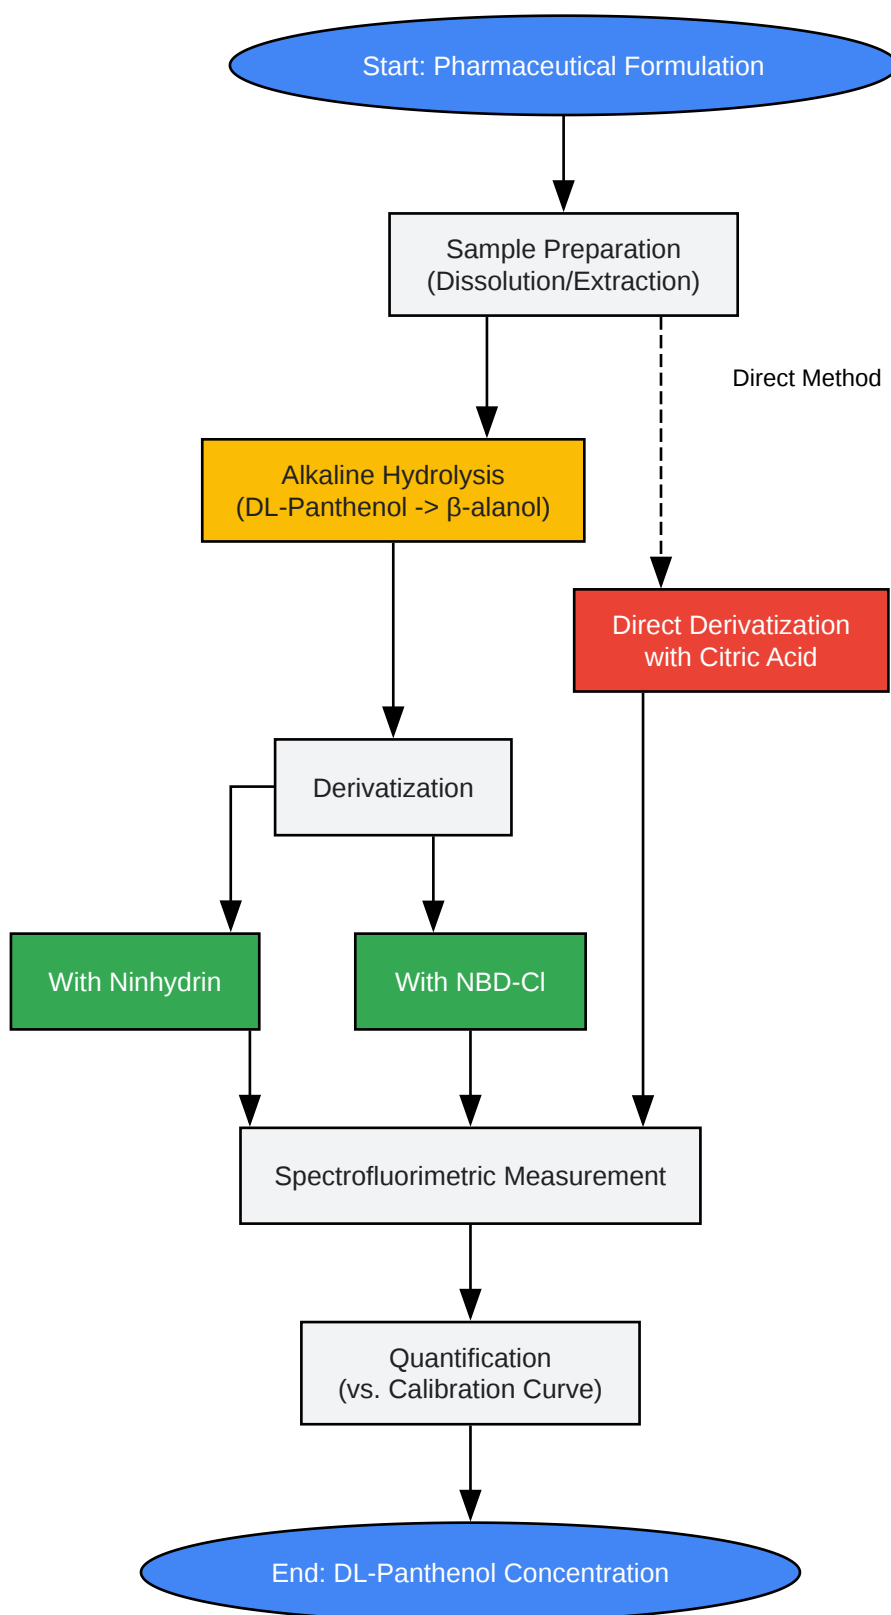 Start: Pharmaceutical Formulation
Sample Preparation
(Dissolution/Extraction)
Direct Method
Alkaline Hydrolysis
(DL-Panthenol -> β-alanol)
Direct Derivatization
with Citric Acid
Derivatization
With Ninhydrin
With NBD-Cl
Spectrofluorimetric Measurement
Quantification
(vs. Calibration Curve)
End: DL-Panthenol Concentration